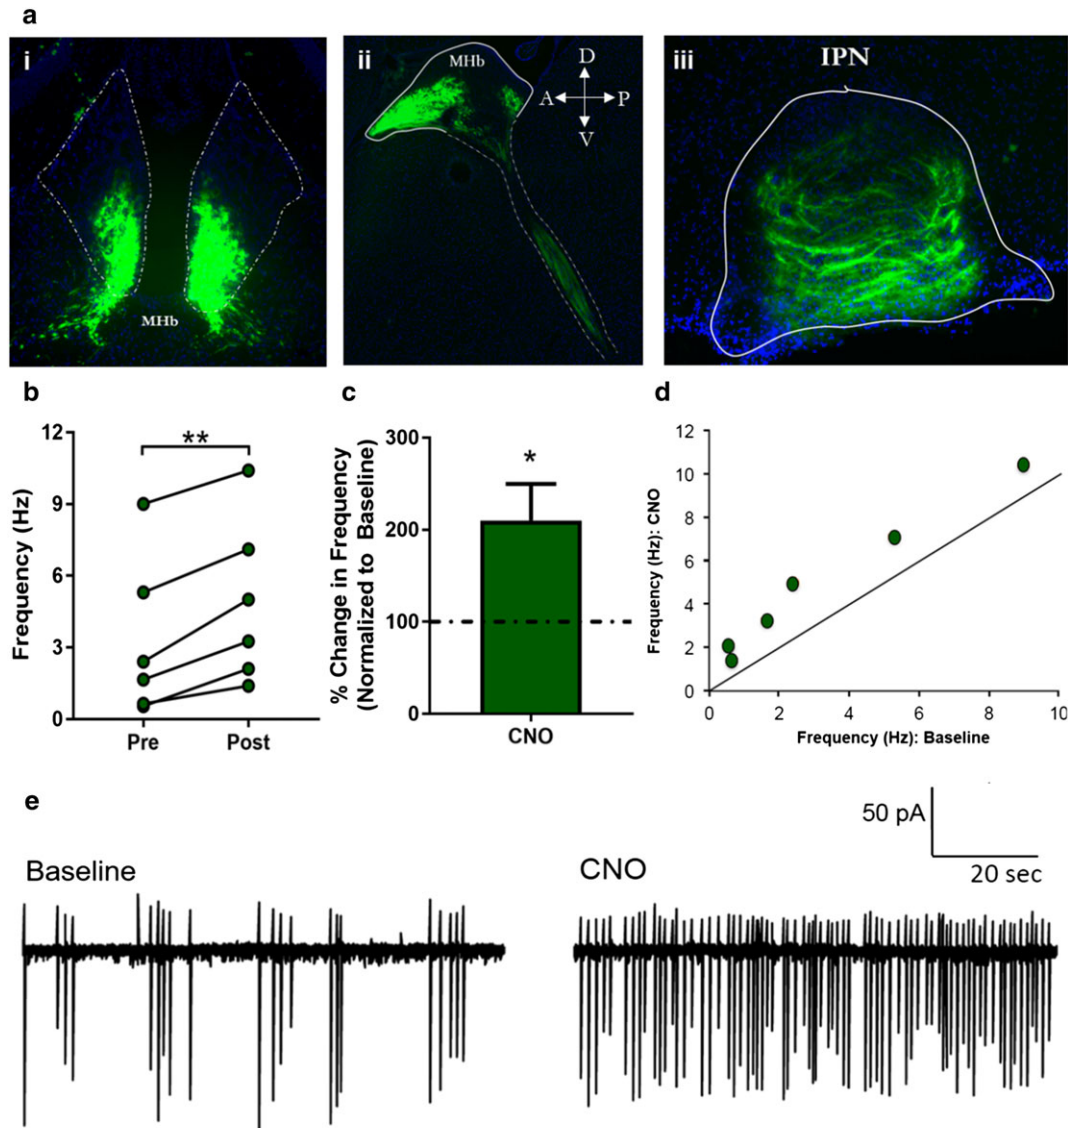 a
i
MHb
ii
MHb
D
A
P
V
iii
IPN
b
12
9
6
3
0
Frequency (Hz)
**
Pre
Post
c
300
200
100
0
% Change in Frequency
(Normalized to Baseline)
*
CNO
d
12
10
8
6
4
2
0
Frequency (Hz): CNO
0
2
4
6
8
10
Frequency (Hz): Baseline
e
50 pA
20 sec
Baseline
CNO